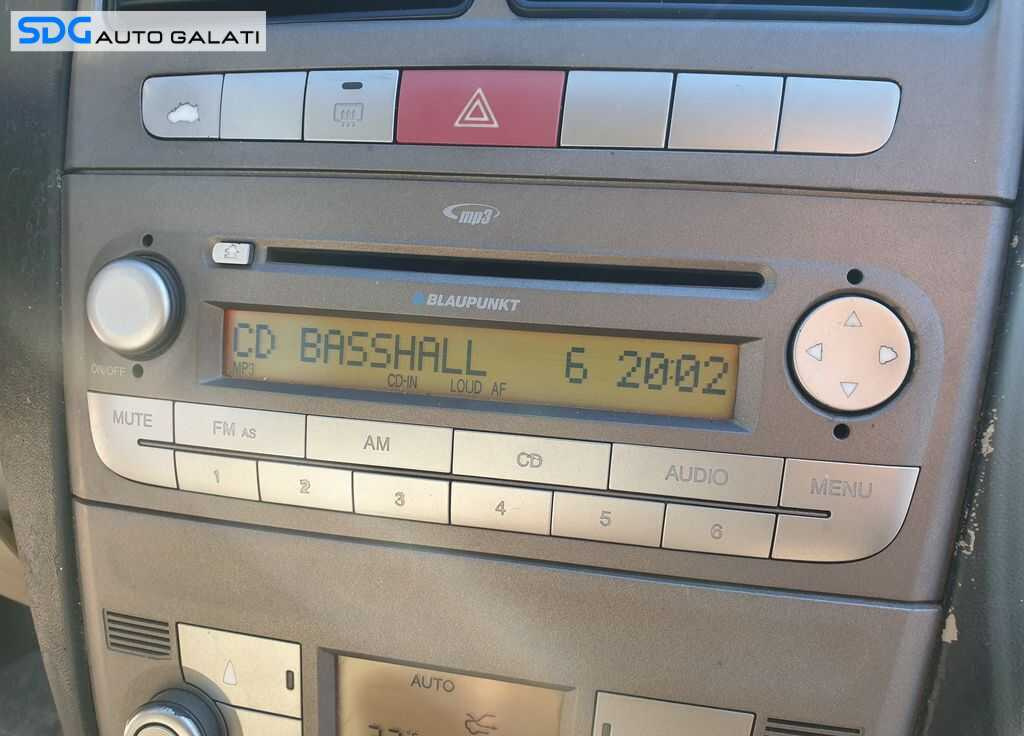 SDG AUTO GALATI
mp3
BLAUPUNKT
CD BASSHALL 6 20:02
MP3 CD-IN LOUD AF
ON/OFF
MUTE FM AS AM CD AUDIO MENU
1 2 3 4 5 6
AUTO